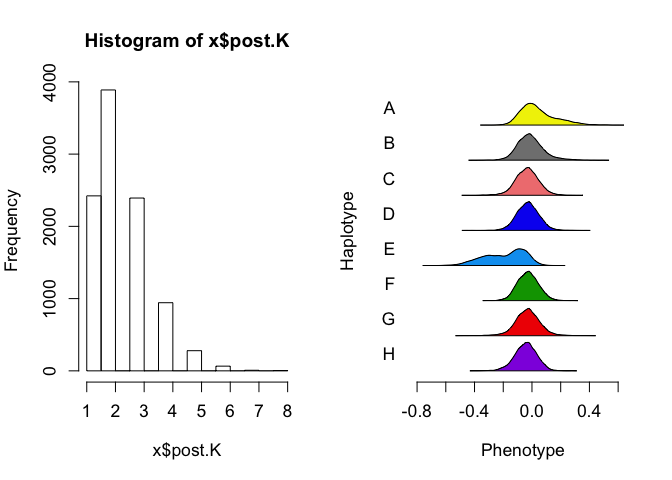 Histogram of x$post.K
Frequency
4000
3000
2000
1000
0
1 2 3 4 5 6 7 8
x$post.K
Haplotype
A
B
C
D
E
F
G
H
-0.8 -0.4 0.0 0.4
Phenotype